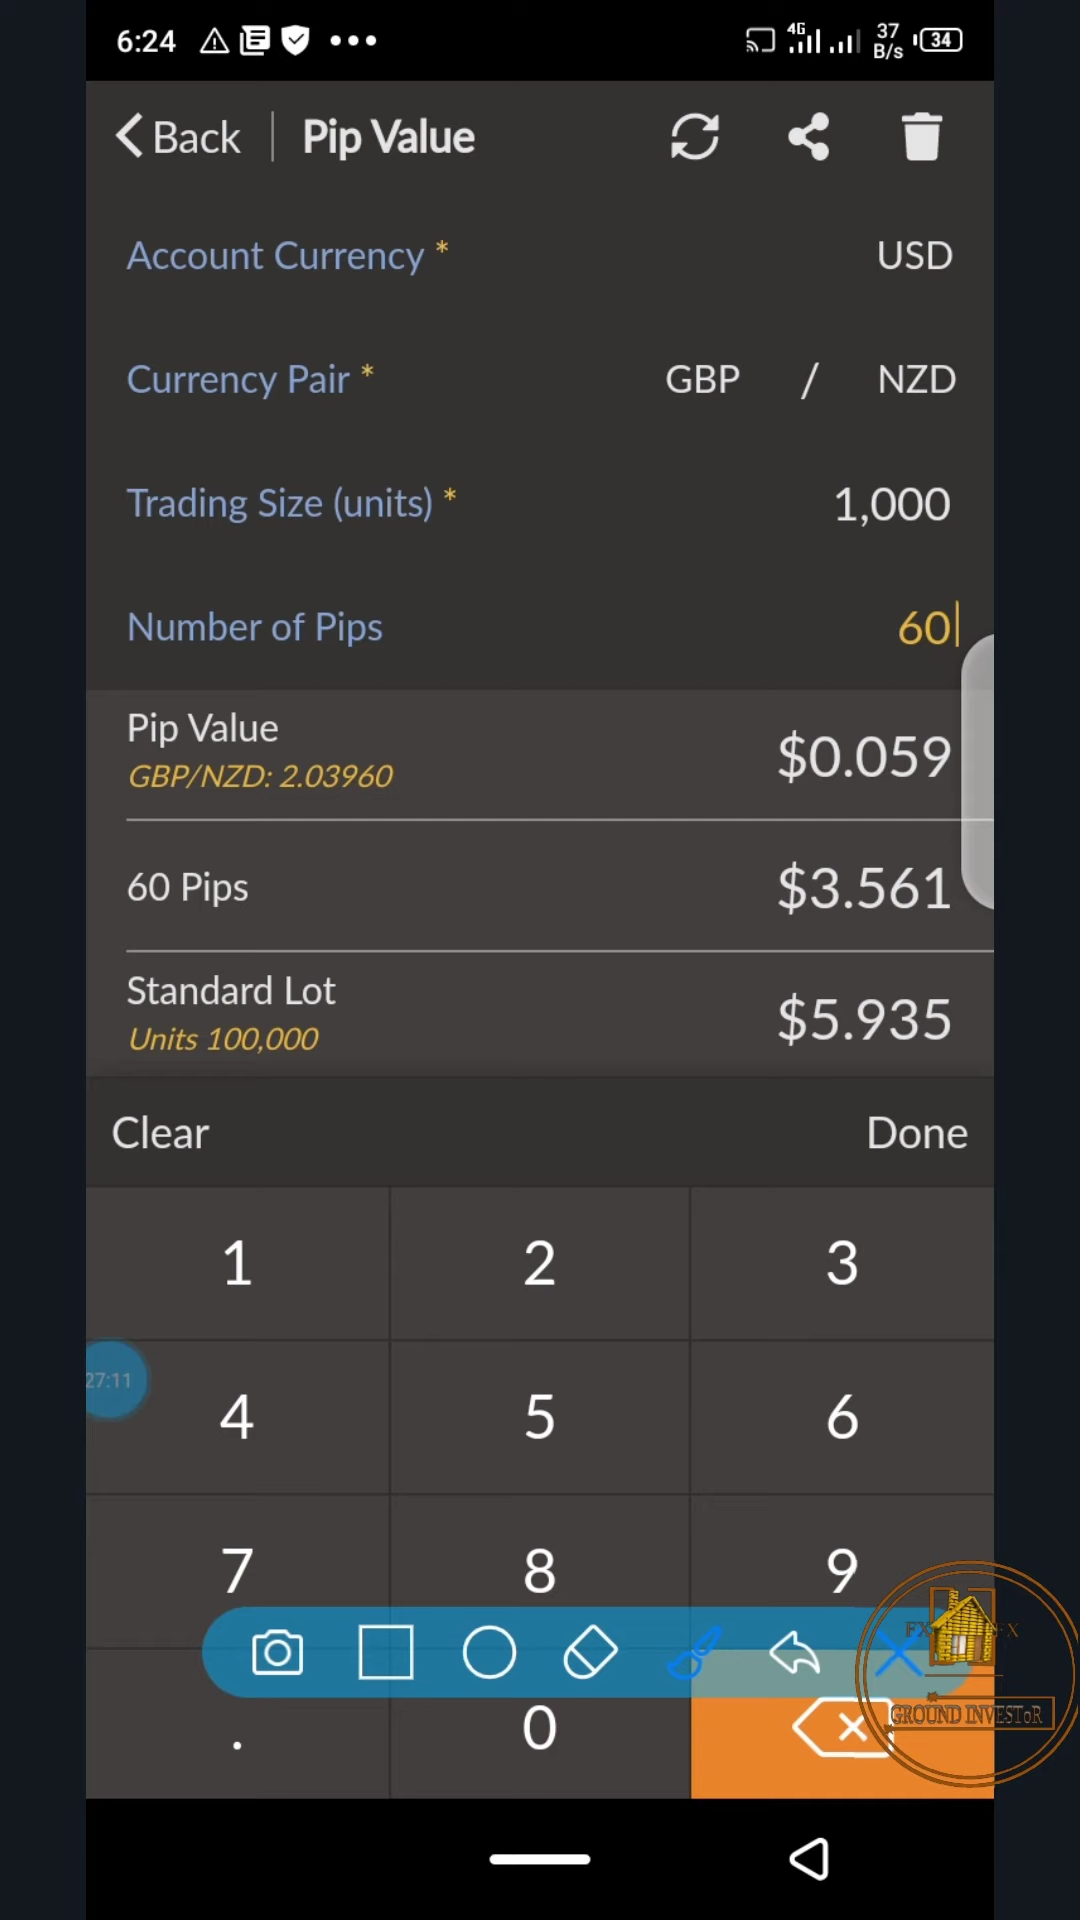 6:24 4G 37 B/s 34
Back | Pip Value
Account Currency * USD
Currency Pair * GBP / NZD
Trading Size (units) * 1,000
Number of Pips 60
Pip Value $0.059
GBP/NZD: 2.03960
60 Pips $3.561
Standard Lot $5.935
Units 100,000
Clear Done
1 2 3
27:11
4 5 6
7 8 9
FX FX
. 0
GROUND INVESToR